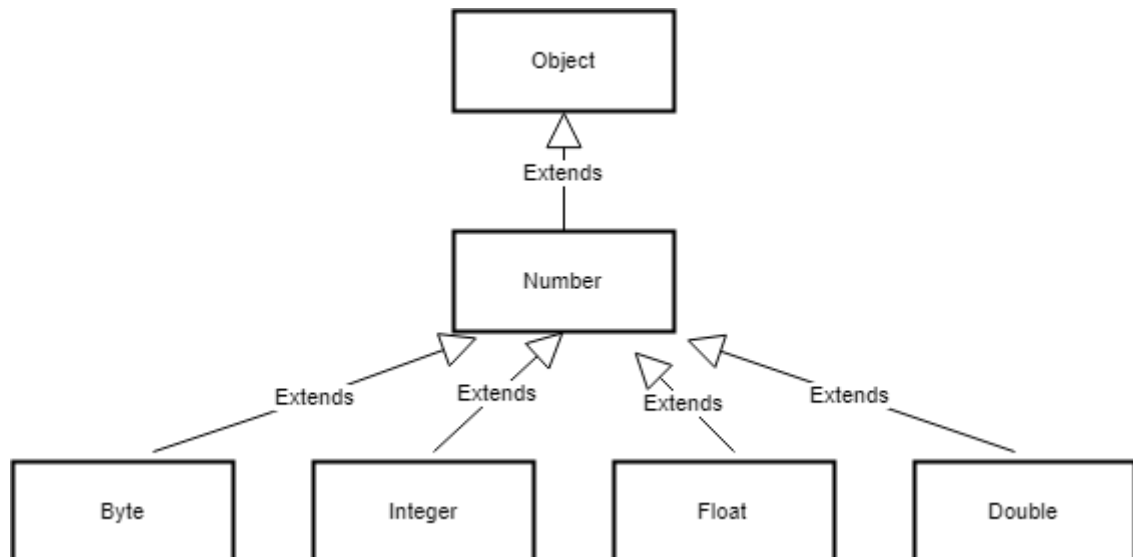 Object
Extends
Number
Extends
Extends
Extends
Extends
Byte
Integer
Float
Double